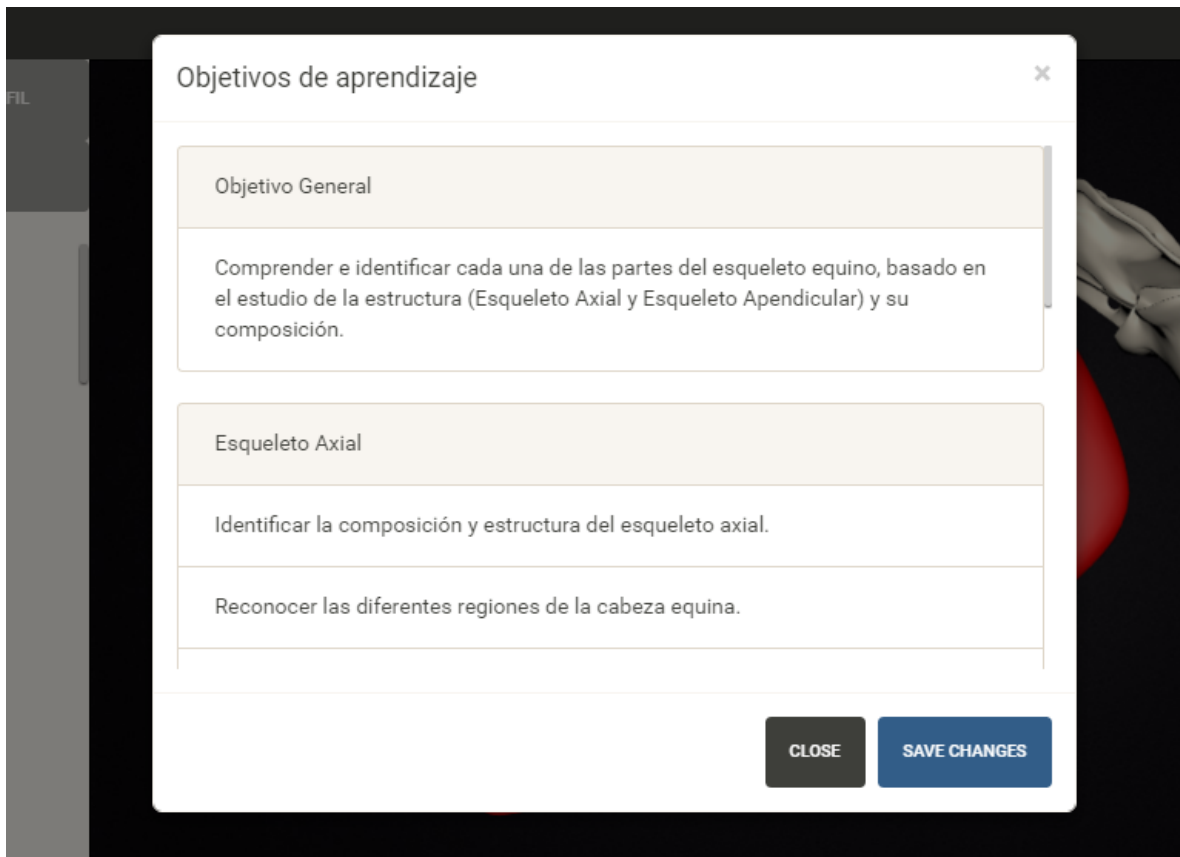 Objetivos de aprendizaje
×
FIL
Objetivo General
Comprender e identificar cada una de las partes del esqueleto equino, basado en
el estudio de la estructura (Esqueleto Axial y Esqueleto Apendicular) y su
composición.
Esqueleto Axial
Identificar la composición y estructura del esqueleto axial.
Reconocer las diferentes regiones de la cabeza equina.
CLOSE
SAVE CHANGES